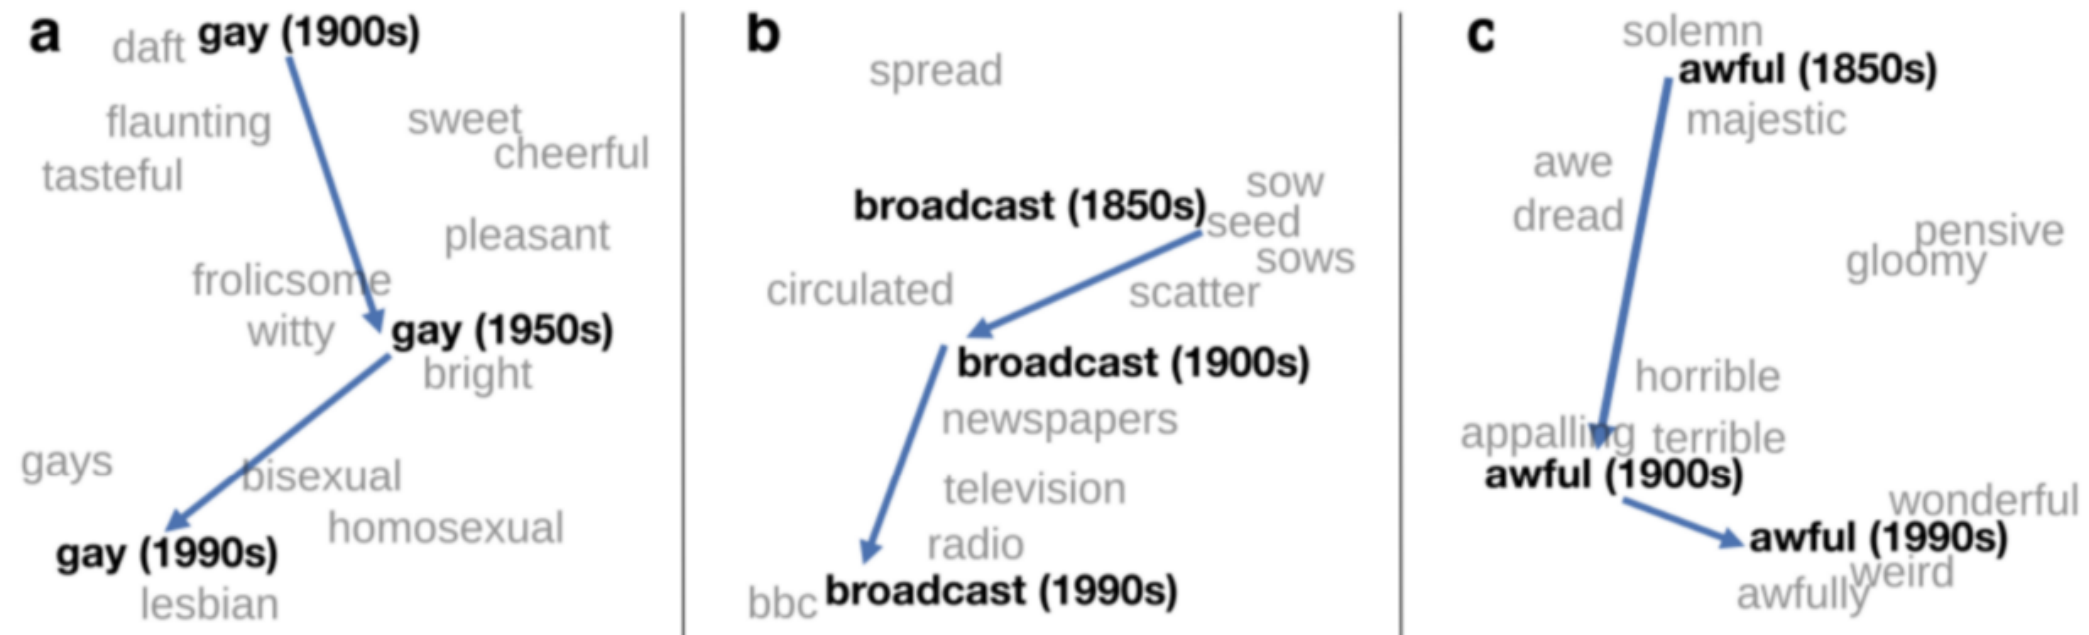 a
daft gay (1900s)
flaunting sweet
cheerful
tasteful
pleasant
frolicsome
witty gay (1950s)
bright
gays bisexual
homosexual
gay (1990s)
lesbian
b
spread
sow
broadcast (1850s) seed
sows
circulated scatter
broadcast (1900s)
newspapers
television
radio
bbc broadcast (1990s)
c
solemn
awful (1850s)
majestic
awe
dread
pensive
gloomy
horrible
appalling terrible
awful (1900s)
wonderful
awful (1990s)
weird
awfully